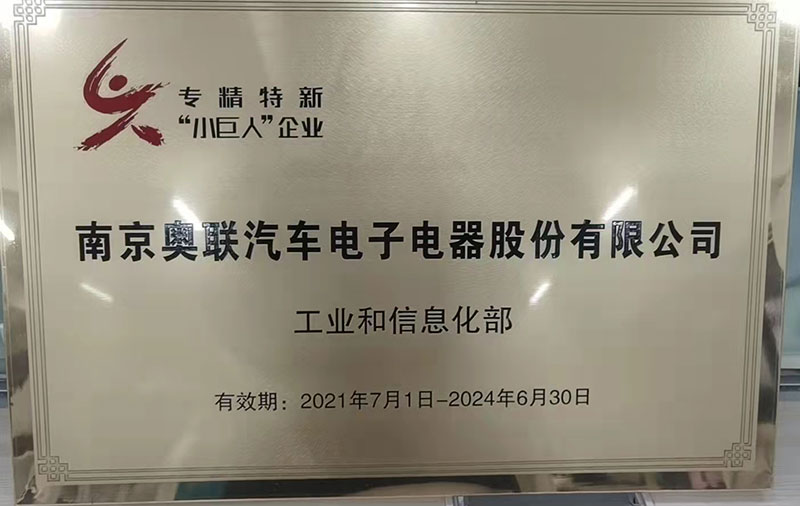 专精特新
“小巨人”企业
南京奥联汽车电子电器股份有限公司
工业和信息化部
有效期：2021年7月1日-2024年6月30日